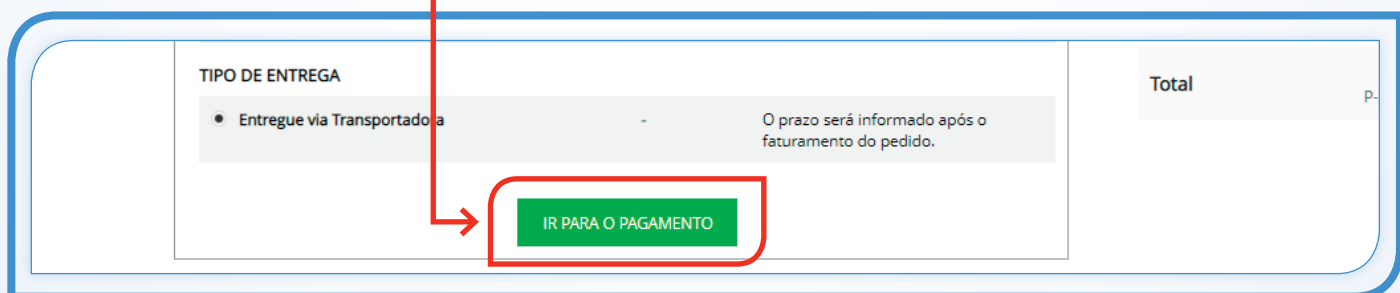 TIPO DE ENTREGA
Total
P-
Entregue via Transportadora - O prazo será informado após o
faturamento do pedido.
IR PARA O PAGAMENTO